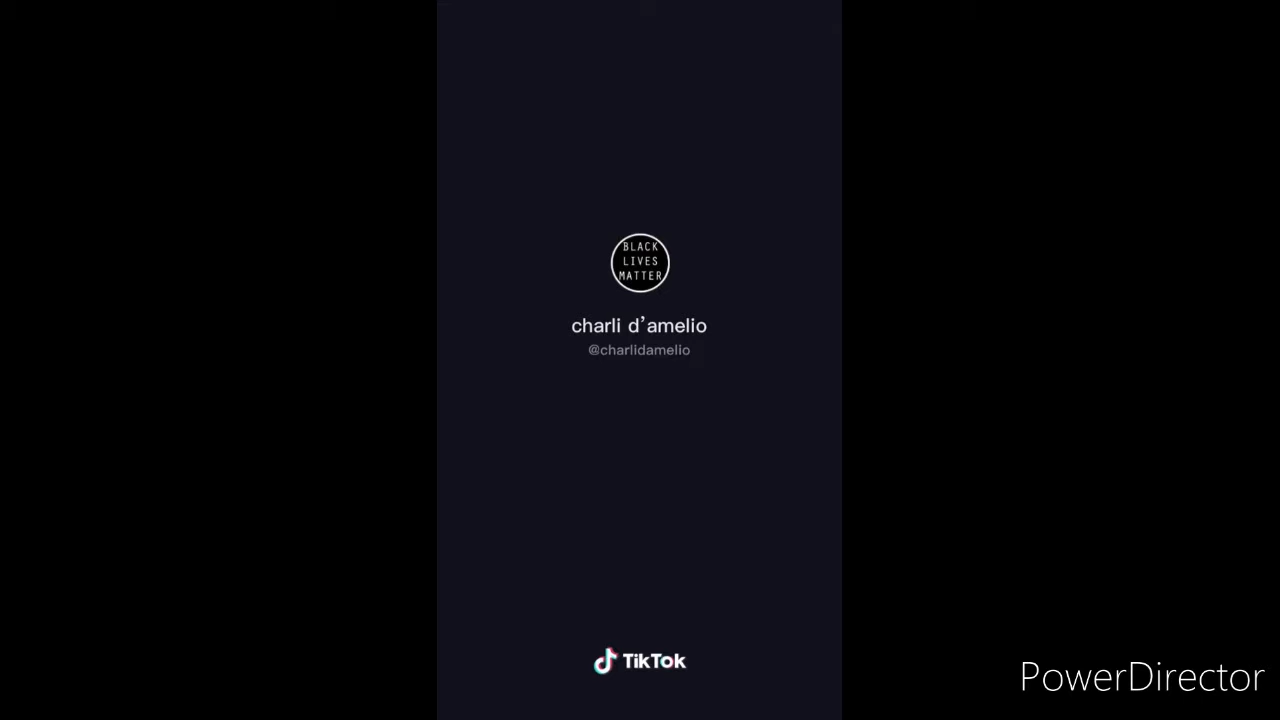 BLACK
LIVES
MATTER
charli d’amelio
@charlidamelio
TikTok
PowerDirector